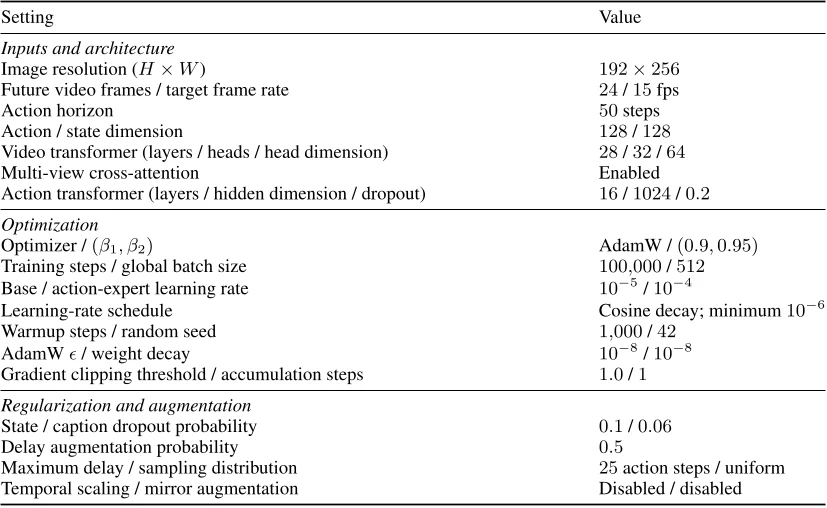 Setting Value
Inputs and architecture
Image resolution (H × W) 192 × 256
Future video frames / target frame rate 24 / 15 fps
Action horizon 50 steps
Action / state dimension 128 / 128
Video transformer (layers / heads / head dimension) 28 / 32 / 64
Multi-view cross-attention Enabled
Action transformer (layers / hidden dimension / dropout) 16 / 1024 / 0.2
Optimization
Optimizer / (β₁, β₂) AdamW / (0.9, 0.95)
Training steps / global batch size 100,000 / 512
Base / action-expert learning rate 10⁻⁵ / 10⁻⁴
Learning-rate schedule Cosine decay; minimum 10⁻⁶
Warmup steps / random seed 1,000 / 42
AdamW ϵ / weight decay 10⁻⁸ / 10⁻⁸
Gradient clipping threshold / accumulation steps 1.0 / 1
Regularization and augmentation
State / caption dropout probability 0.1 / 0.06
Delay augmentation probability 0.5
Maximum delay / sampling distribution 25 action steps / uniform
Temporal scaling / mirror augmentation Disabled / disabled